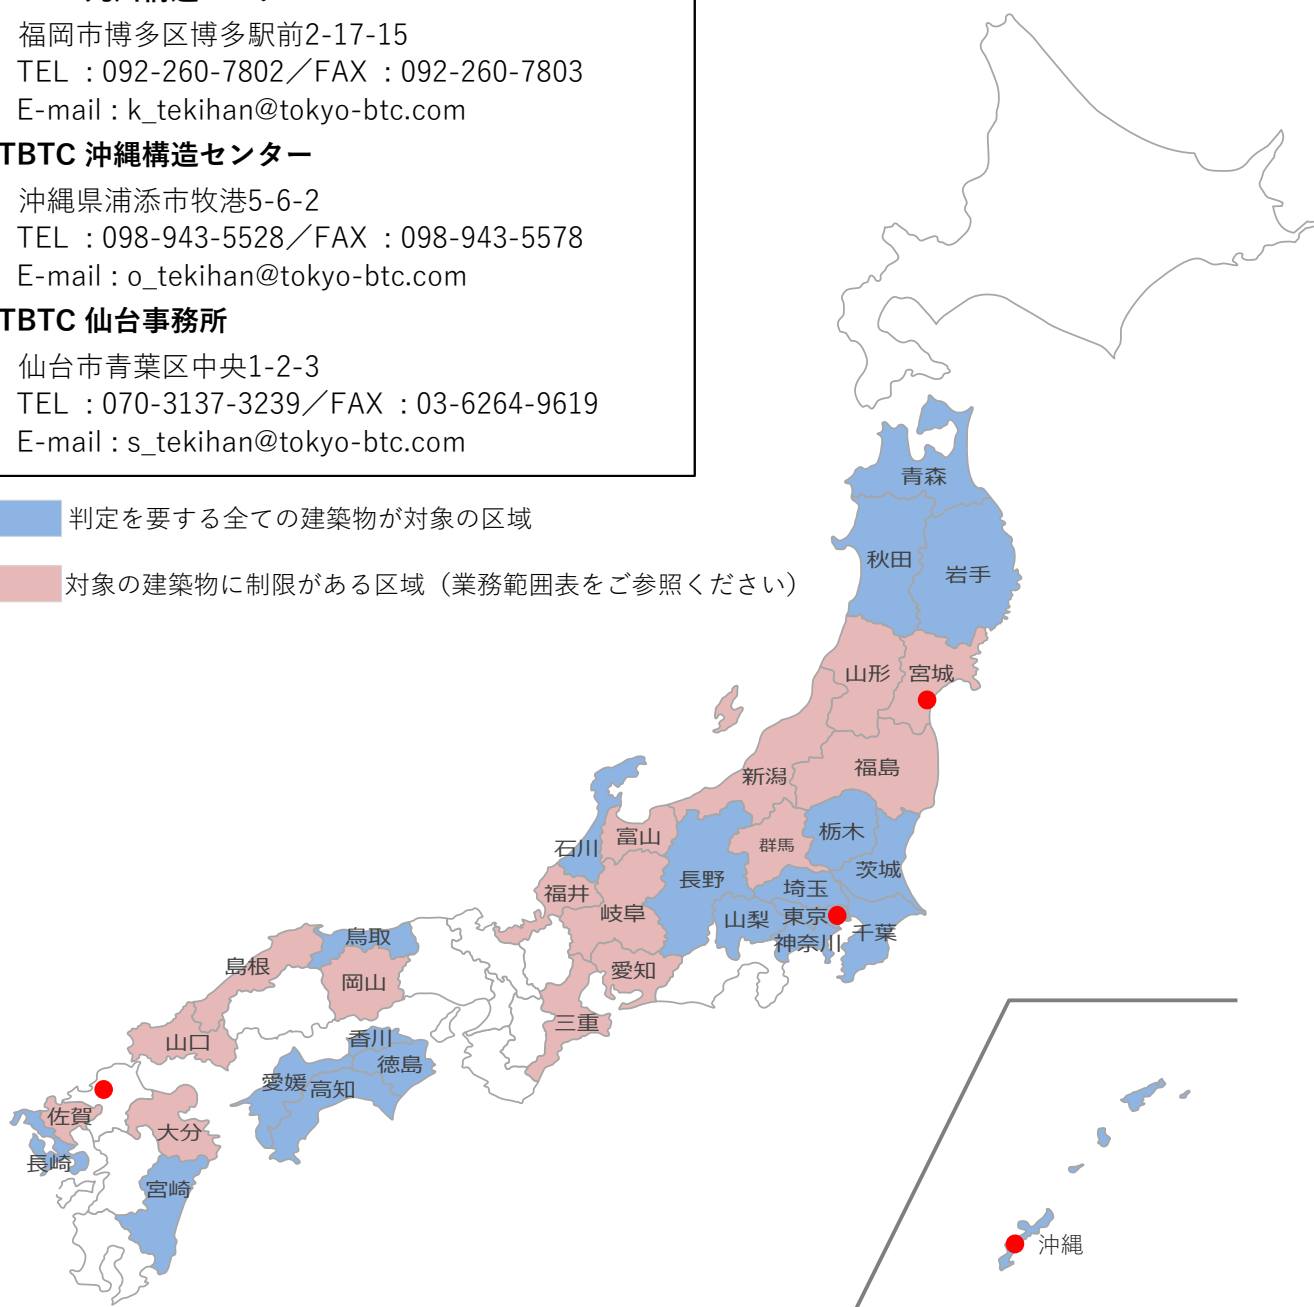 福岡市博多区博多駅前2-17-15
TEL : 092-260-7802／FAX : 092-260-7803
E-mail : k_tekihan@tokyo-btc.com
TBTC 沖縄構造センター
沖縄県浦添市牧港5-6-2
TEL : 098-943-5528／FAX : 098-943-5578
E-mail : o_tekihan@tokyo-btc.com
TBTC 仙台事務所
仙台市青葉区中央1-2-3
TEL : 070-3137-3239／FAX : 03-6264-9619
E-mail : s_tekihan@tokyo-btc.com
判定を要する全ての建築物が対象の区域
対象の建築物に制限がある区域（業務範囲表をご参照ください）
青森
秋田
岩手
山形
宮城
新潟
福島
石川
富山
群馬
栃木
福井
長野
茨城
岐阜
埼玉
山梨
東京
千葉
神奈川
愛知
三重
鳥取
島根
岡山
山口
香川
徳島
愛媛
高知
佐賀
大分
長崎
宮崎
沖縄